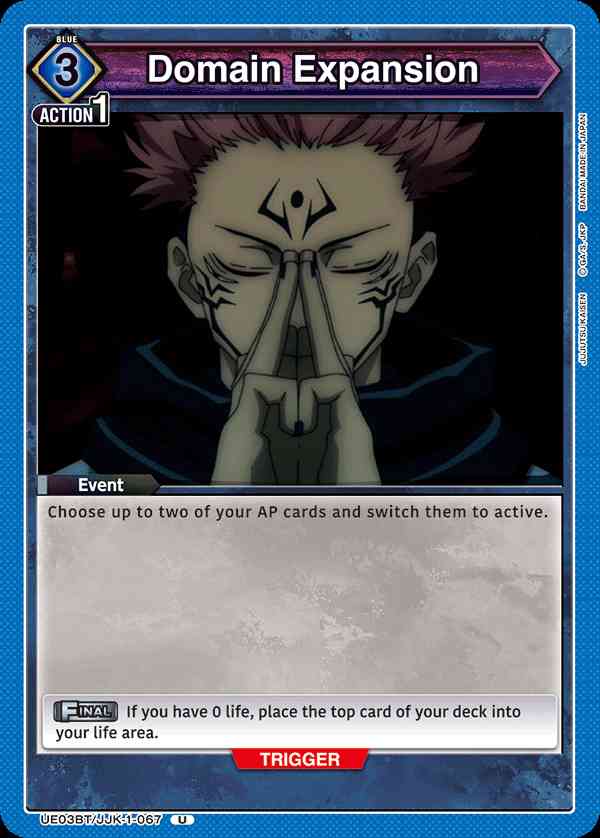 BLUE
3
Domain Expansion
ACTION 1
BANDAI MADE IN JAPAN
© GA/S, JKP
JUJUTSU KAISEN
Event
Choose up to two of your AP cards and switch them to active.
FINAL If you have 0 life, place the top card of your deck into
your life area.
TRIGGER
UE03BT/JJK-1-067 U